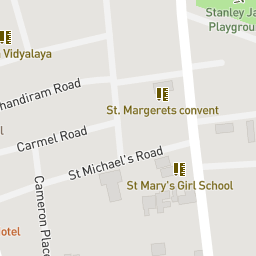 Stanley Ja
Playgrou
Vidyalaya
handiram Road
St. Margerets convent
Carmel Road
St Michael's Road
St Mary's Girl School
Cameron Place
otel